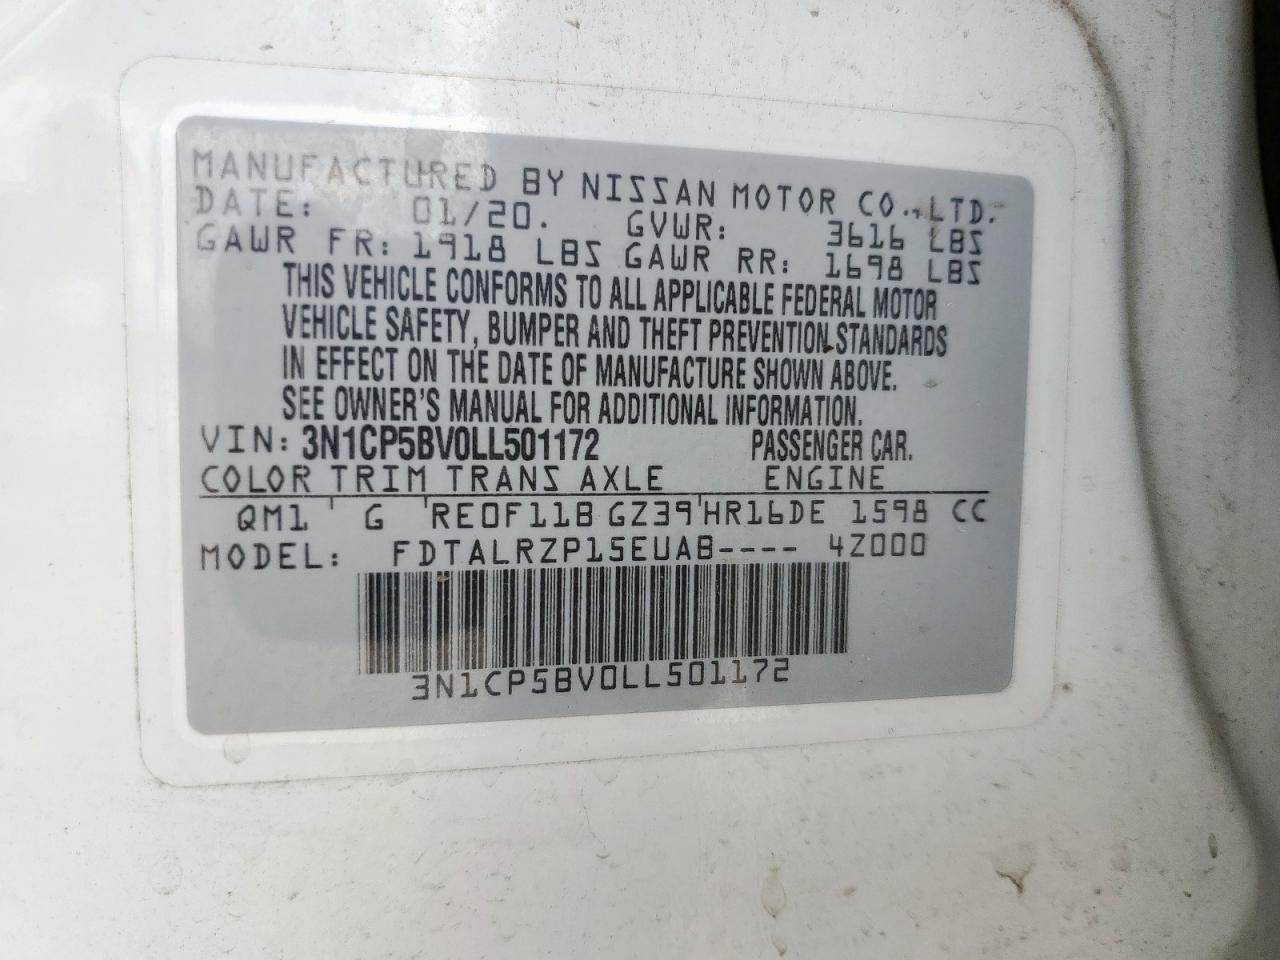 MANUFACTURED BY NISSAN MOTOR CO., LTD.
DATE: 01/20. GVWR: 3616 LBS
GAWR FR: 1918 LBS GAWR RR: 1698 LBS
THIS VEHICLE CONFORMS TO ALL APPLICABLE FEDERAL MOTOR
VEHICLE SAFETY, BUMPER AND THEFT PREVENTION STANDARDS
IN EFFECT ON THE DATE OF MANUFACTURE SHOWN ABOVE.
SEE OWNER'S MANUAL FOR ADDITIONAL INFORMATION.
VIN: 3N1CP5BV0LL501172 PASSENGER CAR.
COLOR TRIM TRANS AXLE ENGINE
QM1 G RE0F11B GZ39 HR16DE 1598 CC
MODEL: FDTALRZP15EUAB---- 4Z000
3N1CP5BV0LL501172